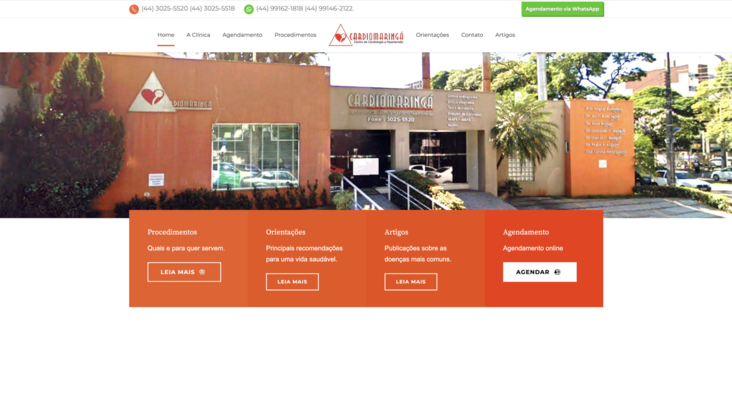 (44) 3025-5520 (44) 3025-5518 (44) 99162-1818 (44) 99146-2122.
Agendamento via WhatsApp
Home A Clínica Agendamento Procedimentos CARDIOMARINGÁ Orientações Contato Artigos
Centro de Cardiologia e Hipertensão
CARDIOMARINGÁ
CARDIOMARINGÁ
Fone: 3025-5520
Procedimentos
Quais e para quer servem.
LEIA MAIS
Orientações
Principais recomendações
para uma vida saudável.
LEIA MAIS
Artigos
Publicações sobre as
doenças mais comuns.
LEIA MAIS
Agendamento
Agendamento online
AGENDAR